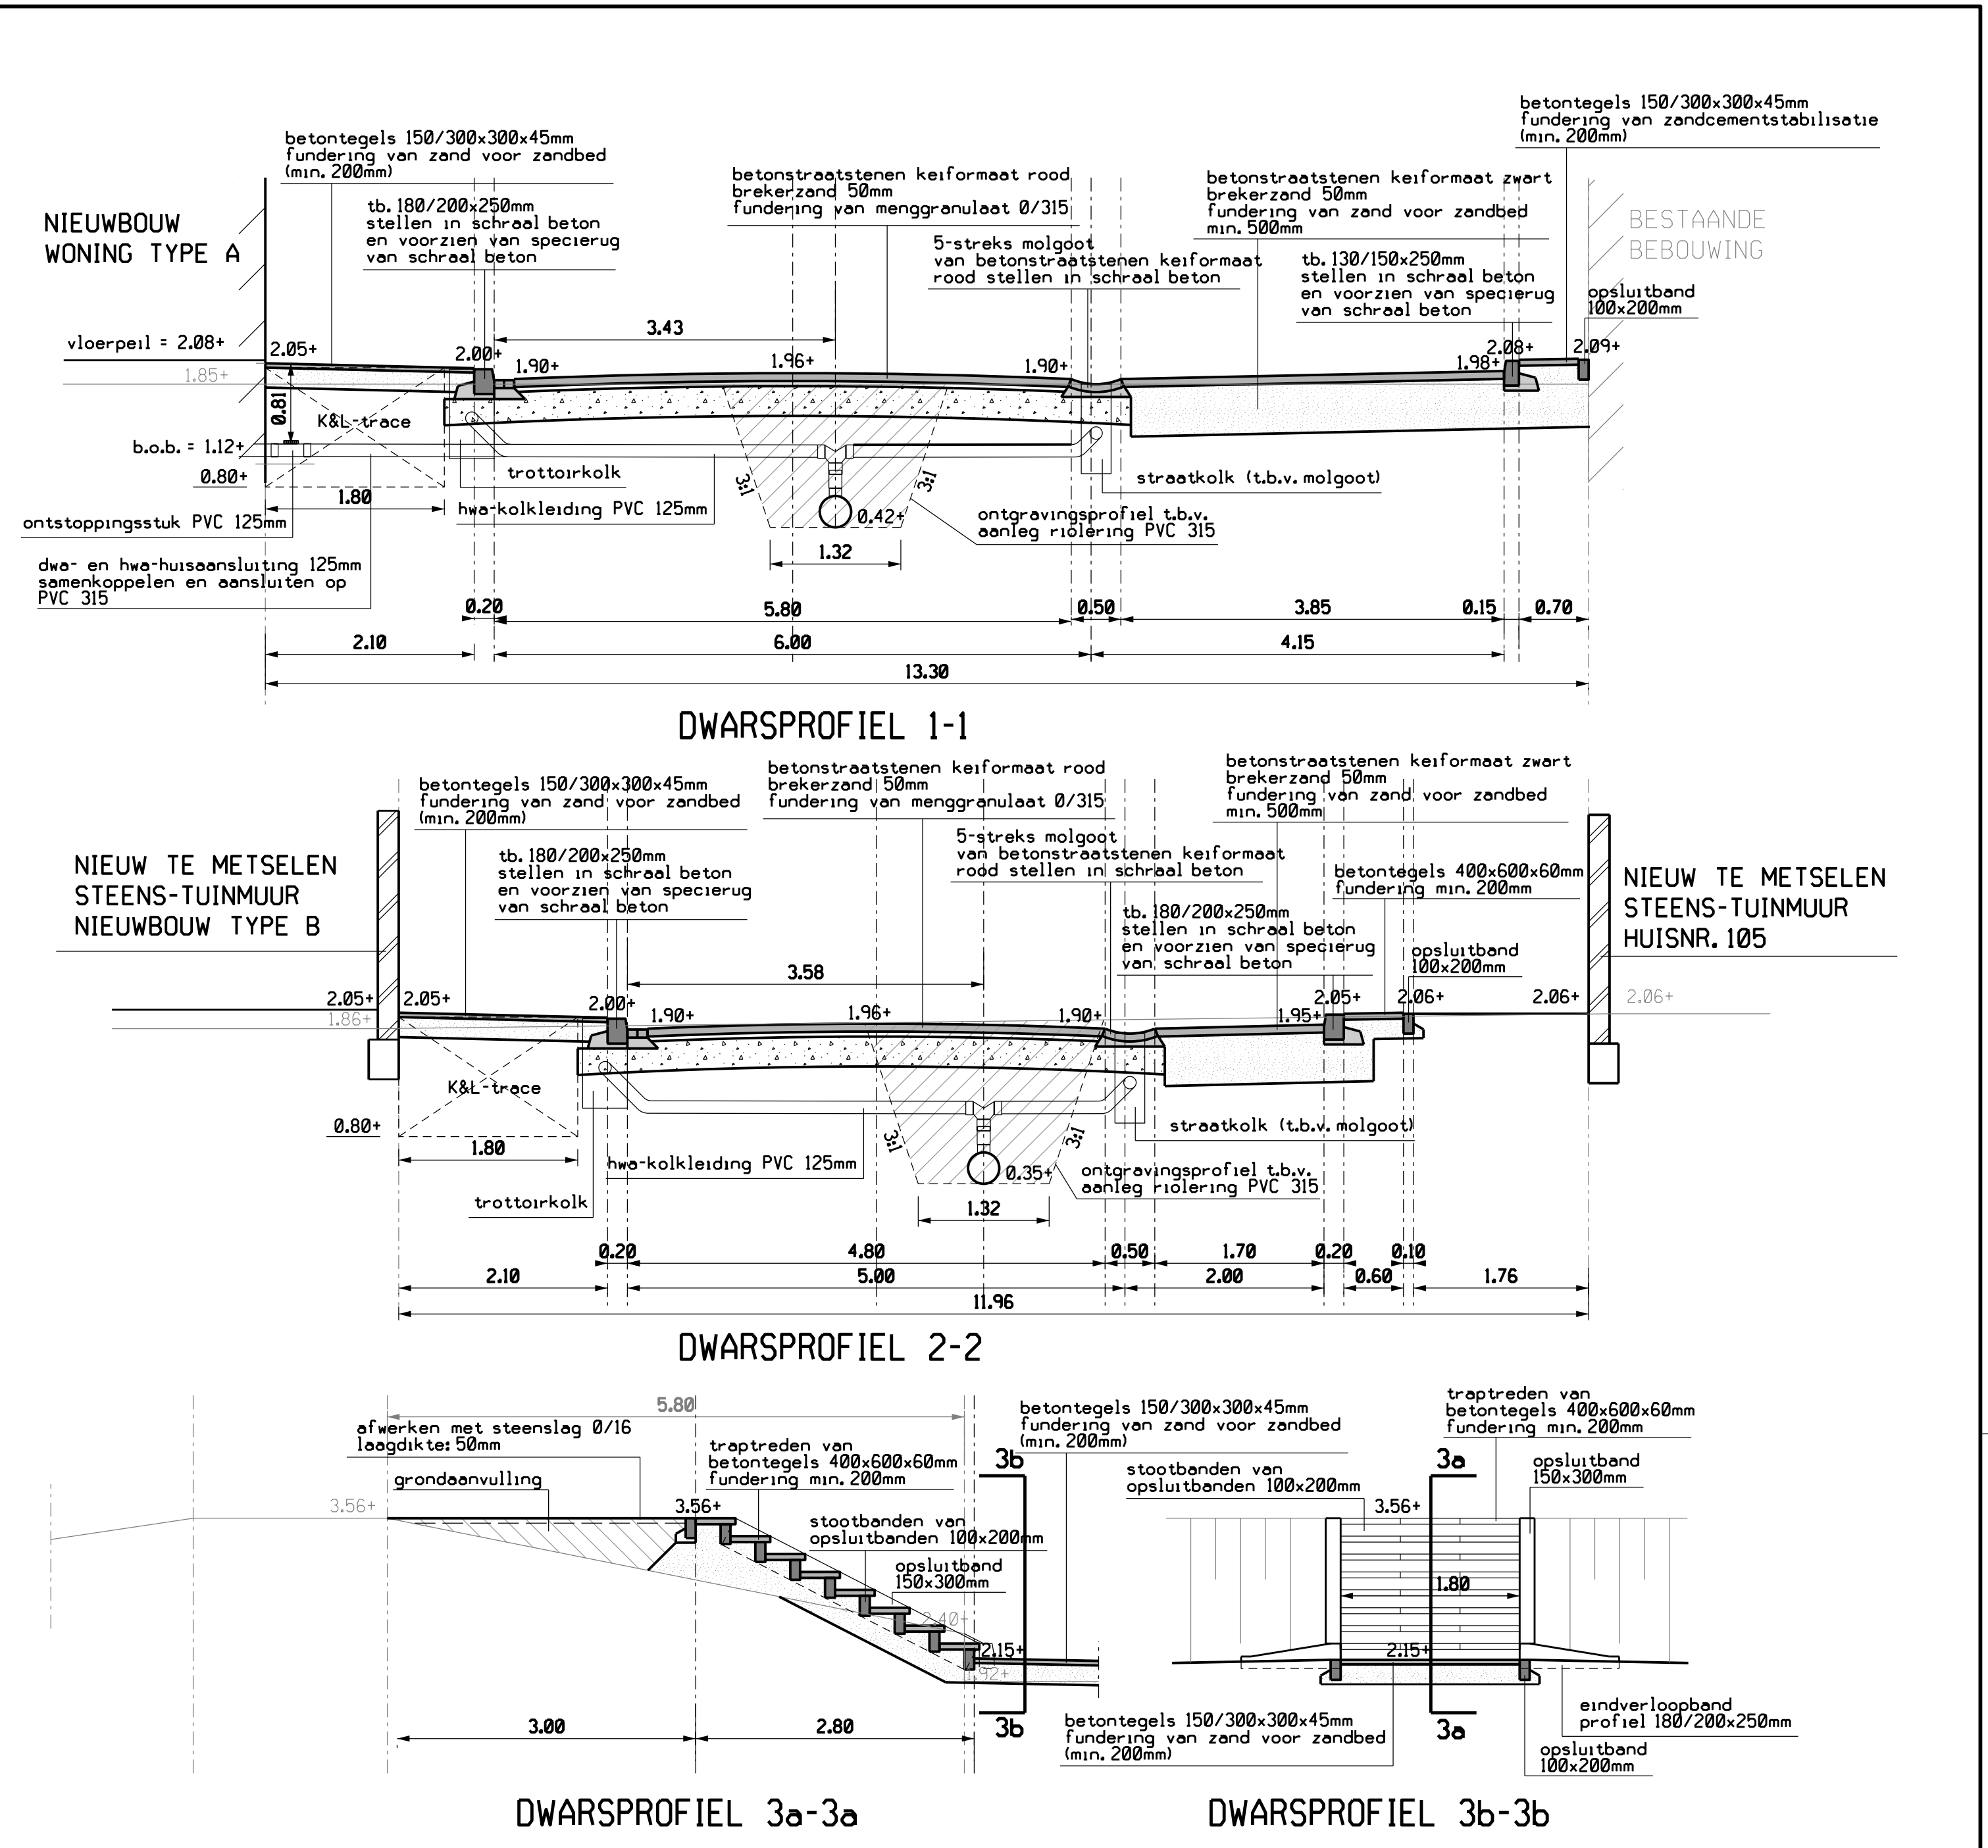 betontegels 150/300x300x45mm
fundering van zand voor zandbed
(min. 200mm)
tb. 180/200x250mm
stellen in schraal beton
en voorzien van specierug
van schraal beton
betonstraatstenen keiformaat rood
brekerzand 50mm
fundering van menggranulaat 0/315
5-streks molgoot
van betonstraatstenen keiformaat
rood stellen in schraal beton
betonstraatstenen keiformaat zwart
brekerzand 50mm
fundering van zand voor zandbed
min. 500mm
tb. 130/150x250mm
stellen in schraal beton
en voorzien van specierug
van schraal beton
betontegels 150/300x300x45mm
fundering van zandcementstabilisatie
(min. 200mm)
opsluitband
100x200mm
NIEUWBOUW
WONING TYPE A
BESTAANDE
BEBOUWING
vloerpeil = 2.08+
1.85+
2.05+
2.00+
1.90+
3.43
1.96+
1.90+
1.98+
2.08+
2.09+
0.81
K&L-trace
b.o.b. = 1.12+
0.80+
1.80
trottoirkolk
hwa-kolkleiding PVC 125mm
3:1
3:1
0.42+
1.32
straatkolk (t.b.v. molgoot)
ontgravingsprofiel t.b.v.
aanleg riolering PVC 315
ontstoppingsstuk PVC 125mm
dwa- en hwa-huisaansluiting 125mm
samenkoppelen en aansluiten op
PVC 315
0.20
5.80
0.50
3.85
0.15
0.70
2.10
6.00
4.15
13.30
DWARSPROFIEL 1-1
betontegels 150/300x300x45mm
fundering van zand voor zandbed
(min. 200mm)
tb. 180/200x250mm
stellen in schraal beton
en voorzien van specierug
van schraal beton
betonstraatstenen keiformaat rood
brekerzand 50mm
fundering van menggranulaat 0/315
5-streks molgoot
van betonstraatstenen keiformaat
rood stellen in schraal beton
betonstraatstenen keiformaat zwart
brekerzand 50mm
fundering van zand voor zandbed
min. 500mm
betontegels 400x600x60mm
fundering min. 200mm
tb. 180/200x250mm
stellen in schraal beton
en voorzien van specierug
van schraal beton
opsluitband
100x200mm
NIEUW TE METSELEN
STEENS-TUINMUUR
NIEUWBOUW TYPE B
NIEUW TE METSELEN
STEENS-TUINMUUR
HUISNR. 105
3.58
2.05+
1.86+
2.05+
2.00+
1.90+
1.96+
1.90+
1.95+
2.05+
2.06+
2.06+
2.06+
K&L-trace
0.80+
1.80
trottoirkolk
hwa-kolkleiding PVC 125mm
3:1
3:1
0.35+
1.32
straatkolk (t.b.v. molgoot)
ontgravingsprofiel t.b.v.
aanleg riolering PVC 315
0.20
4.80
0.50
1.70
0.20
0.10
2.10
5.00
2.00
0.60
1.76
11.96
DWARSPROFIEL 2-2
5.80
afwerken met steenslag 0/16
laagdikte: 50mm
grondaanvulling
3.56+
3.56+
traptreden van
betontegels 400x600x60mm
fundering min. 200mm
stootbanden van
opsluitbanden 100x200mm
opsluitband
150x300mm
2.40+
2.15+
1.92+
3b
3b
betontegels 150/300x300x45mm
fundering van zand voor zandbed
(min. 200mm)
3.00
2.80
DWARSPROFIEL 3a-3a
traptreden van
betontegels 400x600x60mm
fundering min. 200mm
stootbanden van
opsluitbanden 100x200mm
3a
opsluitband
150x300mm
3.56+
1.80
2.15+
3a
betontegels 150/300x300x45mm
fundering van zand voor zandbed
(min. 200mm)
eindverloopband
profiel 180/200x250mm
opsluitband
100x200mm
DWARSPROFIEL 3b-3b